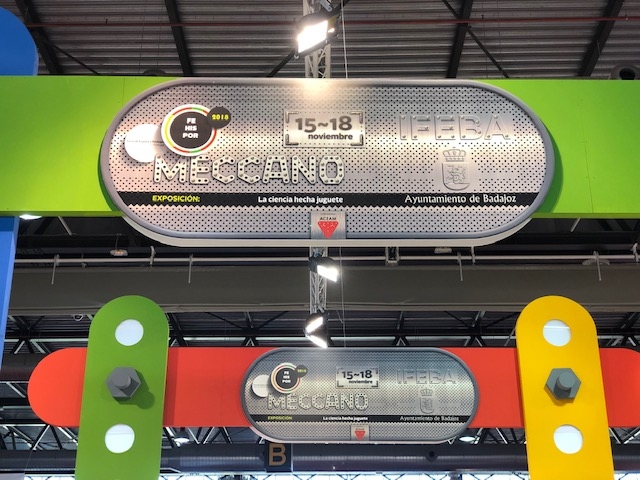 FE
HIS
POR
2018
15~18
noviembre
IFEBA
MECCANO
EXPOSICIÓN: La ciencia hecha juguete
Ayuntamiento de Badajoz
ACEAM
FE
HIS
POR
2018
15~18
noviembre
IFEBA
MECCANO
EXPOSICIÓN: La ciencia hecha juguete
Ayuntamiento de Badajoz
B